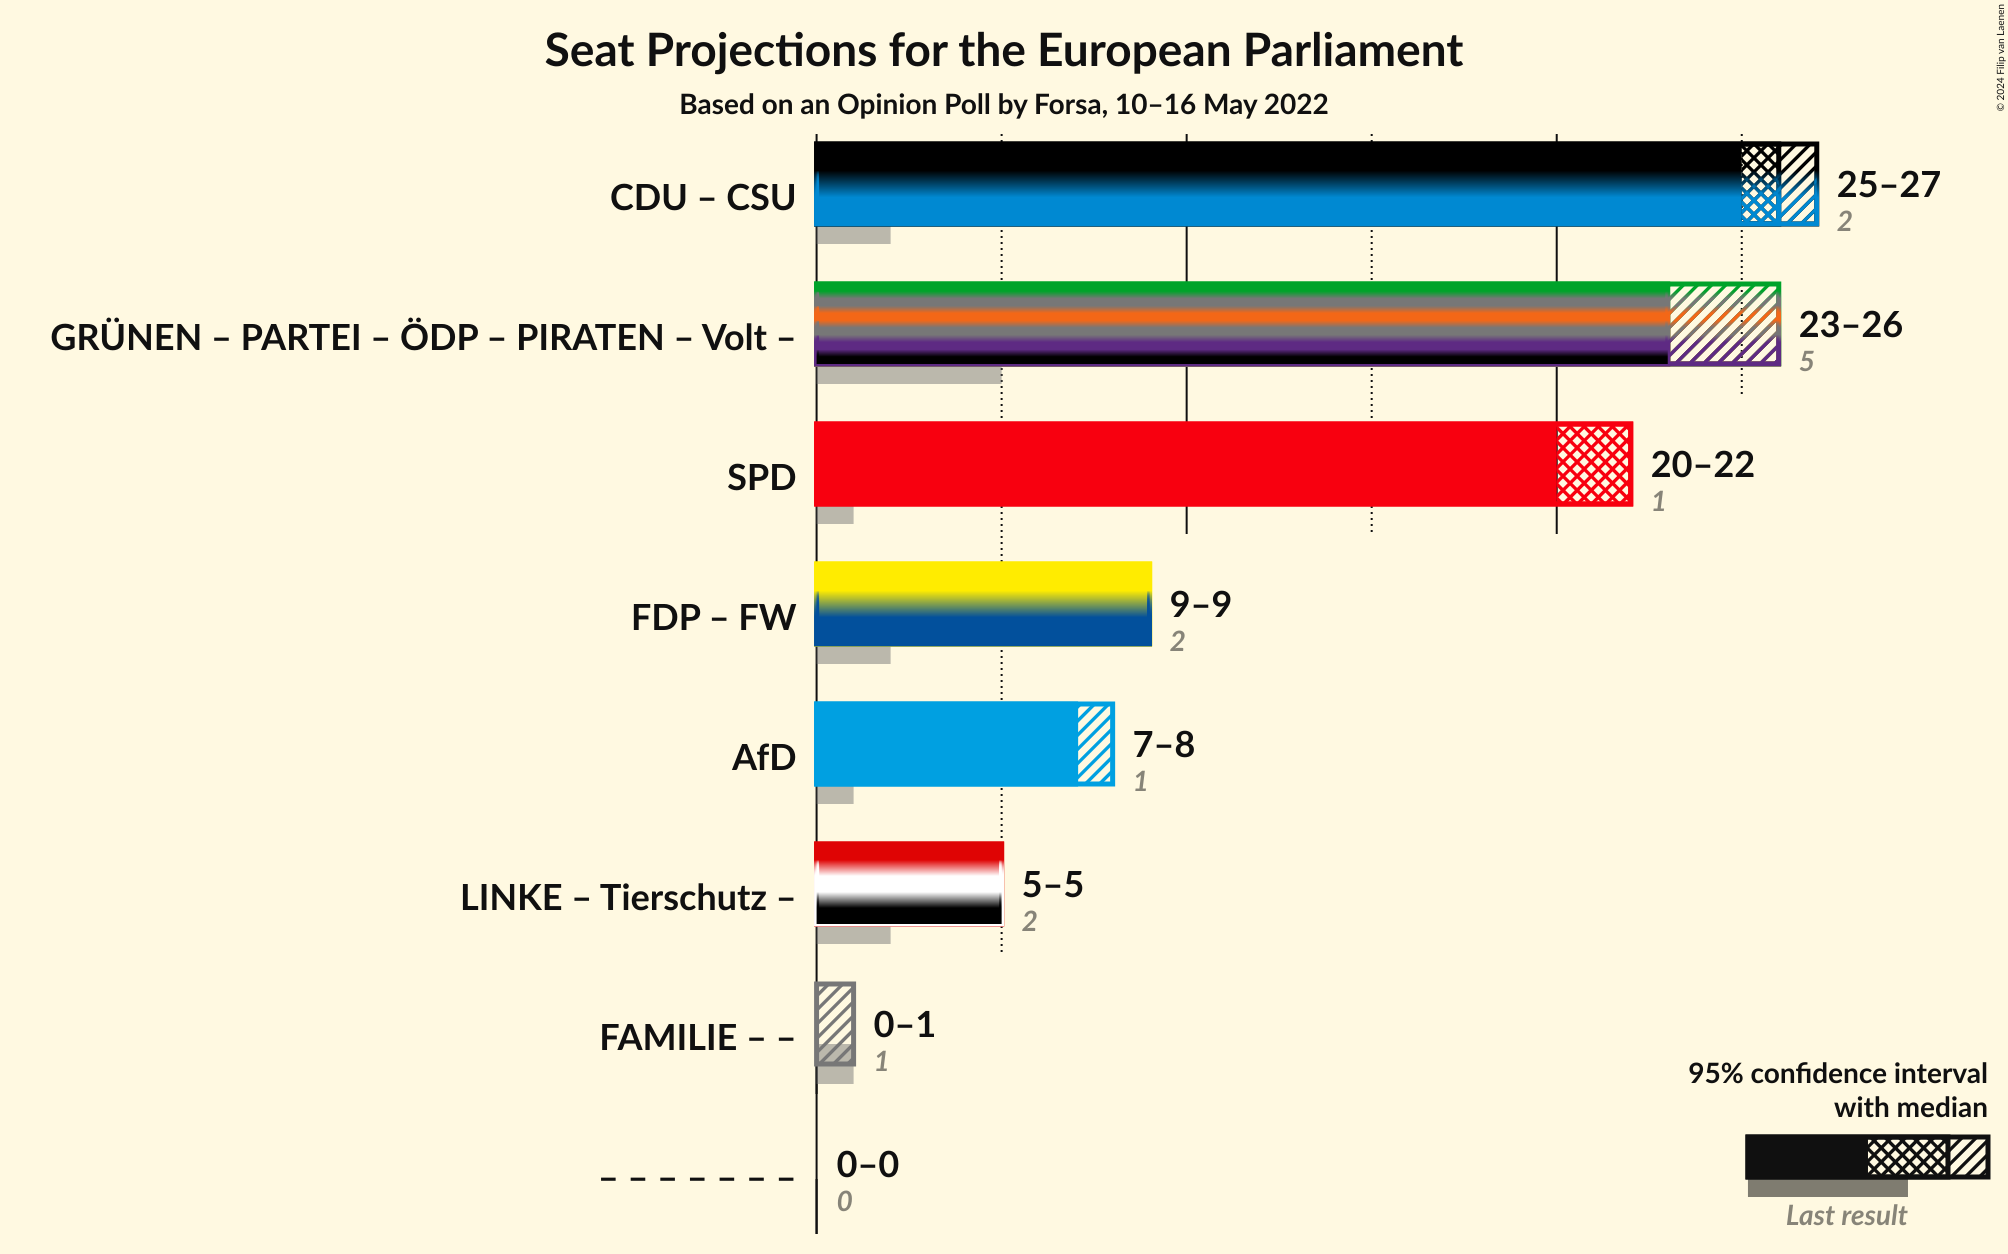 Seat Projections for the European Parliament
Based on an Opinion Poll by Forsa, 10–16 May 2022
© 2024 Filip van Laenen
CDU – CSU
25–27
2
GRÜNEN – PARTEI – ÖDP – PIRATEN – Volt –
23–26
5
SPD
20–22
1
FDP – FW
9–9
2
AfD
7–8
1
LINKE – Tierschutz –
5–5
2
FAMILIE – –
0–1
1
– – – – – – –
0–0
0
95% confidence interval
with median
Last result